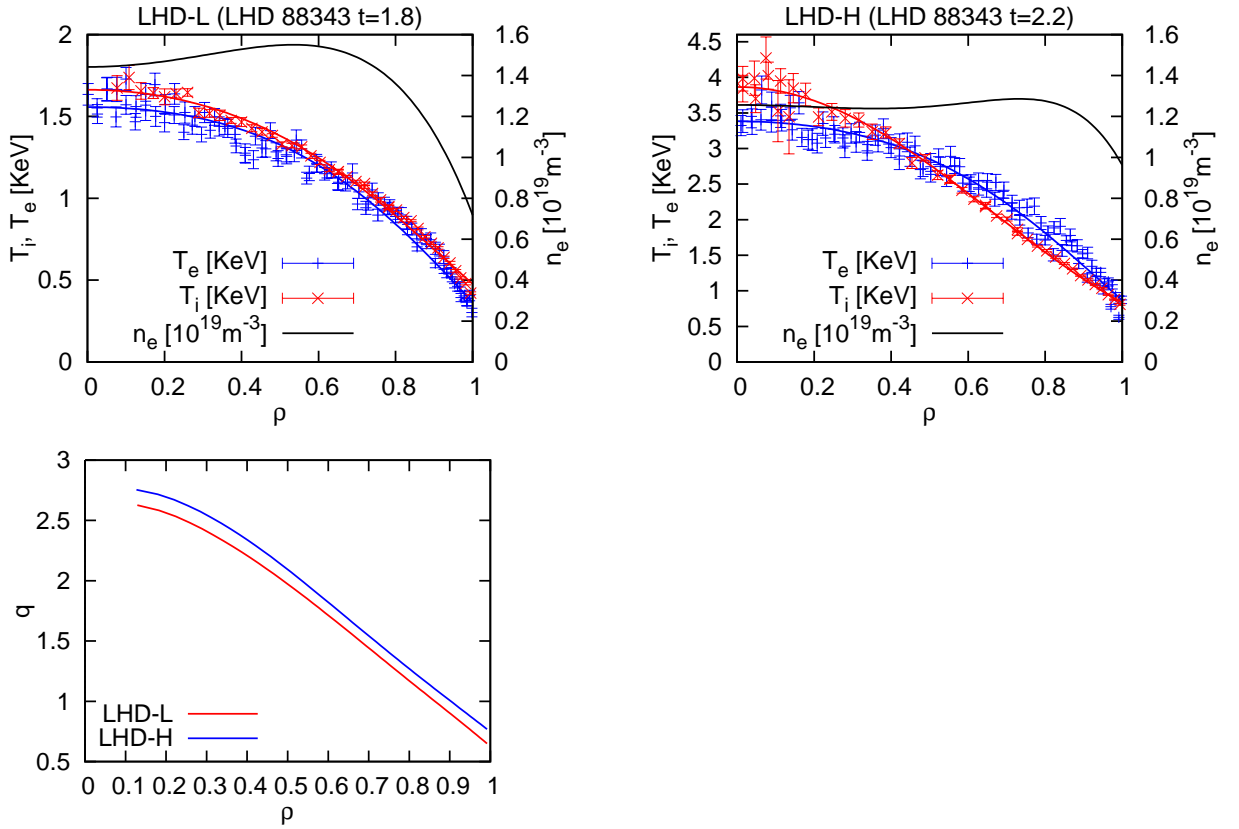 LHD-L (LHD 88343 t=1.8)
2
1.5
1
0.5
0
T_i, T_e [KeV]
1.6
1.4
1.2
1
0.8
0.6
0.4
0.2
0
n_e [10^19m^-3]
T_e [KeV]
T_i [KeV]
n_e [10^19m^-3]
0 0.2 0.4 0.6 0.8 1
ρ
LHD-H (LHD 88343 t=2.2)
4.5
4
3.5
3
2.5
2
1.5
1
0.5
0
T_i, T_e [KeV]
1.6
1.4
1.2
1
0.8
0.6
0.4
0.2
0
n_e [10^19m^-3]
T_e [KeV]
T_i [KeV]
n_e [10^19m^-3]
0 0.2 0.4 0.6 0.8 1
ρ
3
2.5
2
1.5
1
0.5
q
LHD-L
LHD-H
0 0.1 0.2 0.3 0.4 0.5 0.6 0.7 0.8 0.9 1
ρ